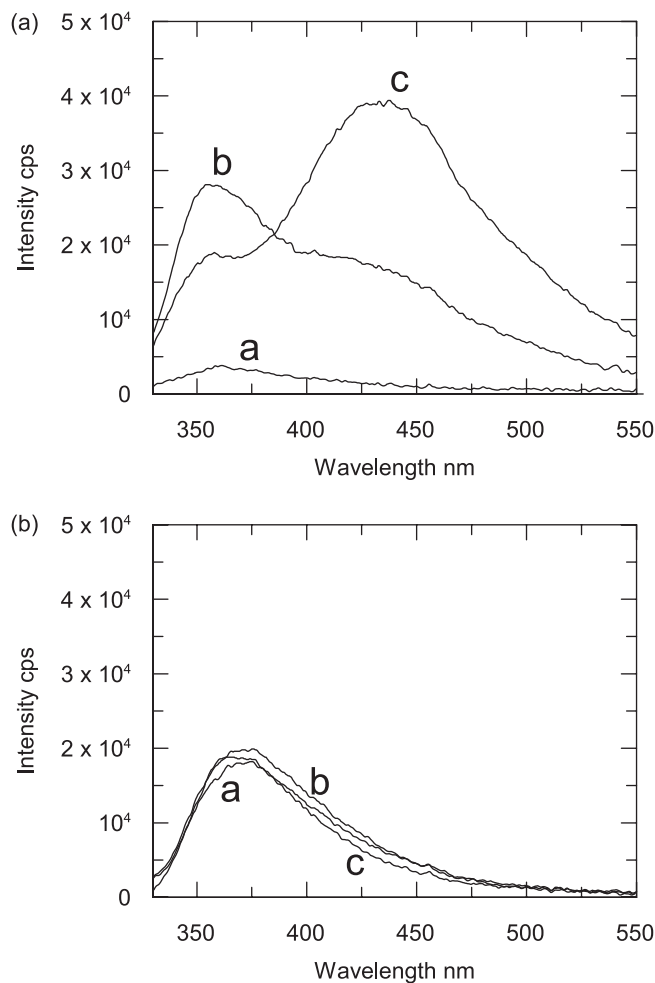 (a)
5 x 10⁴
4 x 10⁴
3 x 10⁴
2 x 10⁴
10⁴
0
Intensity cps
a
b
c
350
400
450
500
550
Wavelength nm
(b)
5 x 10⁴
4 x 10⁴
3 x 10⁴
2 x 10⁴
10⁴
0
Intensity cps
a
b
c
350
400
450
500
550
Wavelength nm